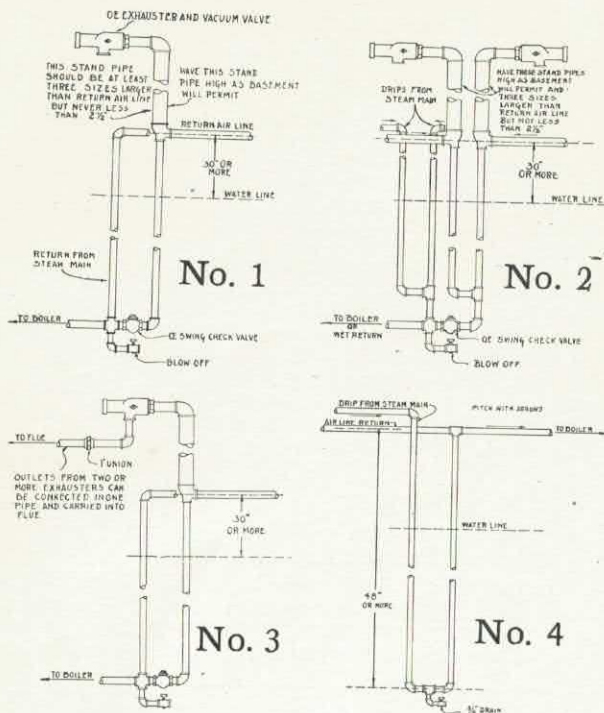 OE EXHAUSTER AND VACUUM VALVE
THIS STAND PIPE
SHOULD BE AT LEAST
THREE SIZES LARGER
THAN RETURN AIR LINE
BUT NEVER LESS
THAN 2½"
HAVE THIS STAND
PIPE HIGH AS BASEMENT
WILL PERMIT
RETURN AIR LINE
30" OR
MORE
WATER LINE
RETURN FROM
STEAM MAIN
No. 1
TO BOILER
OE SWING CHECK VALVE
BLOW OFF
DRIPS FROM
STEAM MAIN
HAVE THESE STAND PIPES
HIGH AS BASEMENT
WILL PERMIT AND
THREE SIZES
LARGER THAN
RETURN AIR LINE
BUT NOT LESS
THAN 2½"
30"
OR MORE
WATER LINE
No. 2
TO BOILER
OR
WET RETURN
OE SWING CHECK VALVE
BLOW OFF
TO FLUE
1" UNION
OUTLETS FROM TWO OR
MORE EXHAUSTERS CAN
BE CONNECTED IN ONE
PIPE AND CARRIED INTO
FLUE
30"
OR MORE
No. 3
TO BOILER
DRIP FROM STEAM MAIN
AIR LINE RETURN
TO BOILER
WATER LINE
48"
OR MORE
No. 4
¾" DRAIN